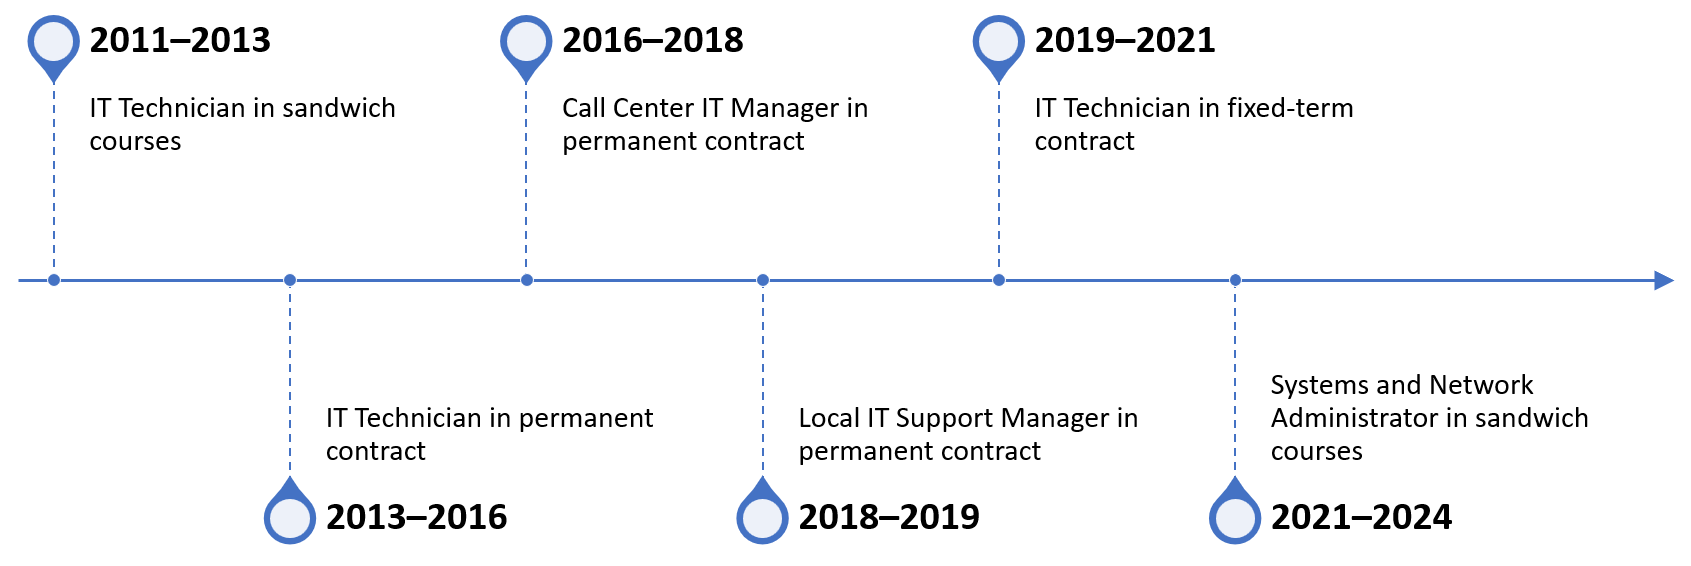 2011–2013
IT Technician in sandwich
courses
2013–2016
IT Technician in permanent
contract
2016–2018
Call Center IT Manager in
permanent contract
2018–2019
Local IT Support Manager in
permanent contract
2019–2021
IT Technician in fixed-term
contract
2021–2024
Systems and Network
Administrator in sandwich
courses